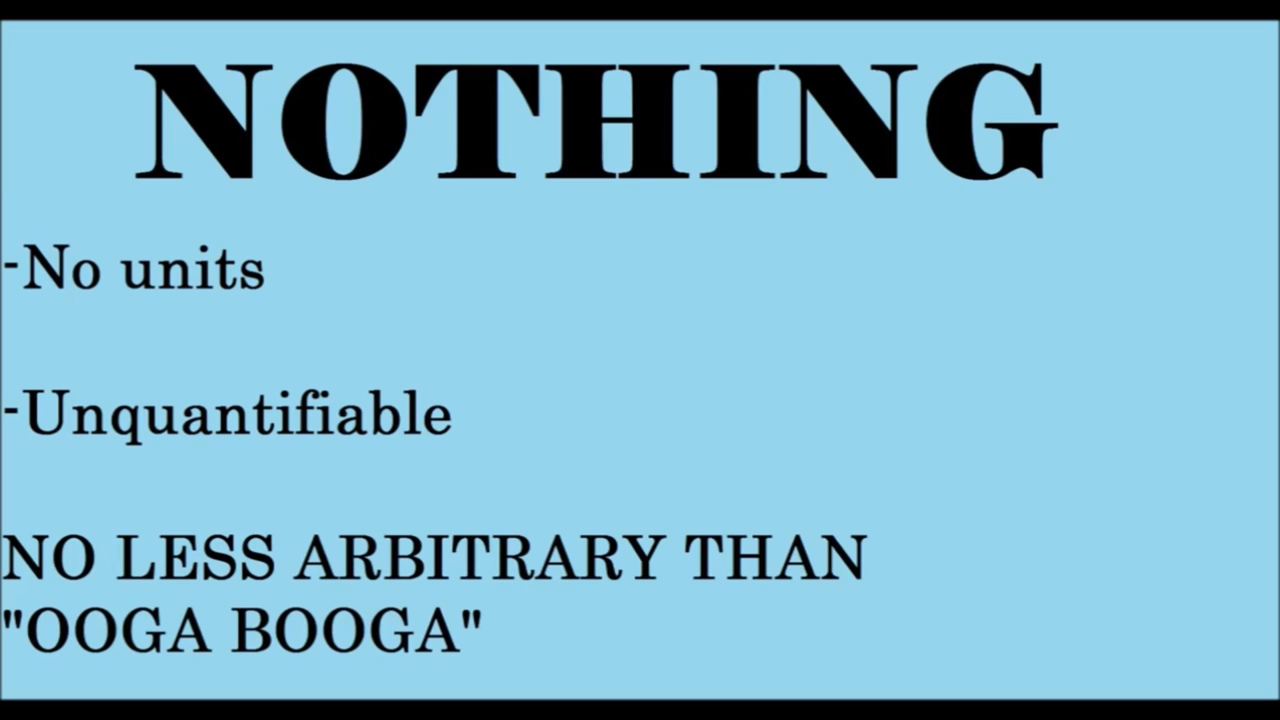 NOTHING
-No units
-Unquantifiable
NO LESS ARBITRARY THAN
"OOGA BOOGA"